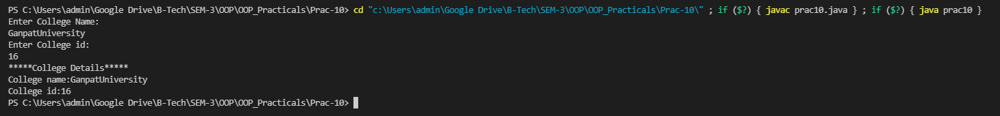 PS C:\Users\admin\Google Drive\B-Tech\SEM-3\OOP\OOP_Practicals\Prac-10> cd "c:\Users\admin\Google Drive\B-Tech\SEM-3\OOP\OOP_Practicals\Prac-10\" ; if ($?) { javac prac10.java } ; if ($?) { java prac10 }
Enter College Name:
GanpatUniversity
Enter College id:
16
*****College Details*****
College name:GanpatUniversity
College id:16
PS C:\Users\admin\Google Drive\B-Tech\SEM-3\OOP\OOP_Practicals\Prac-10>